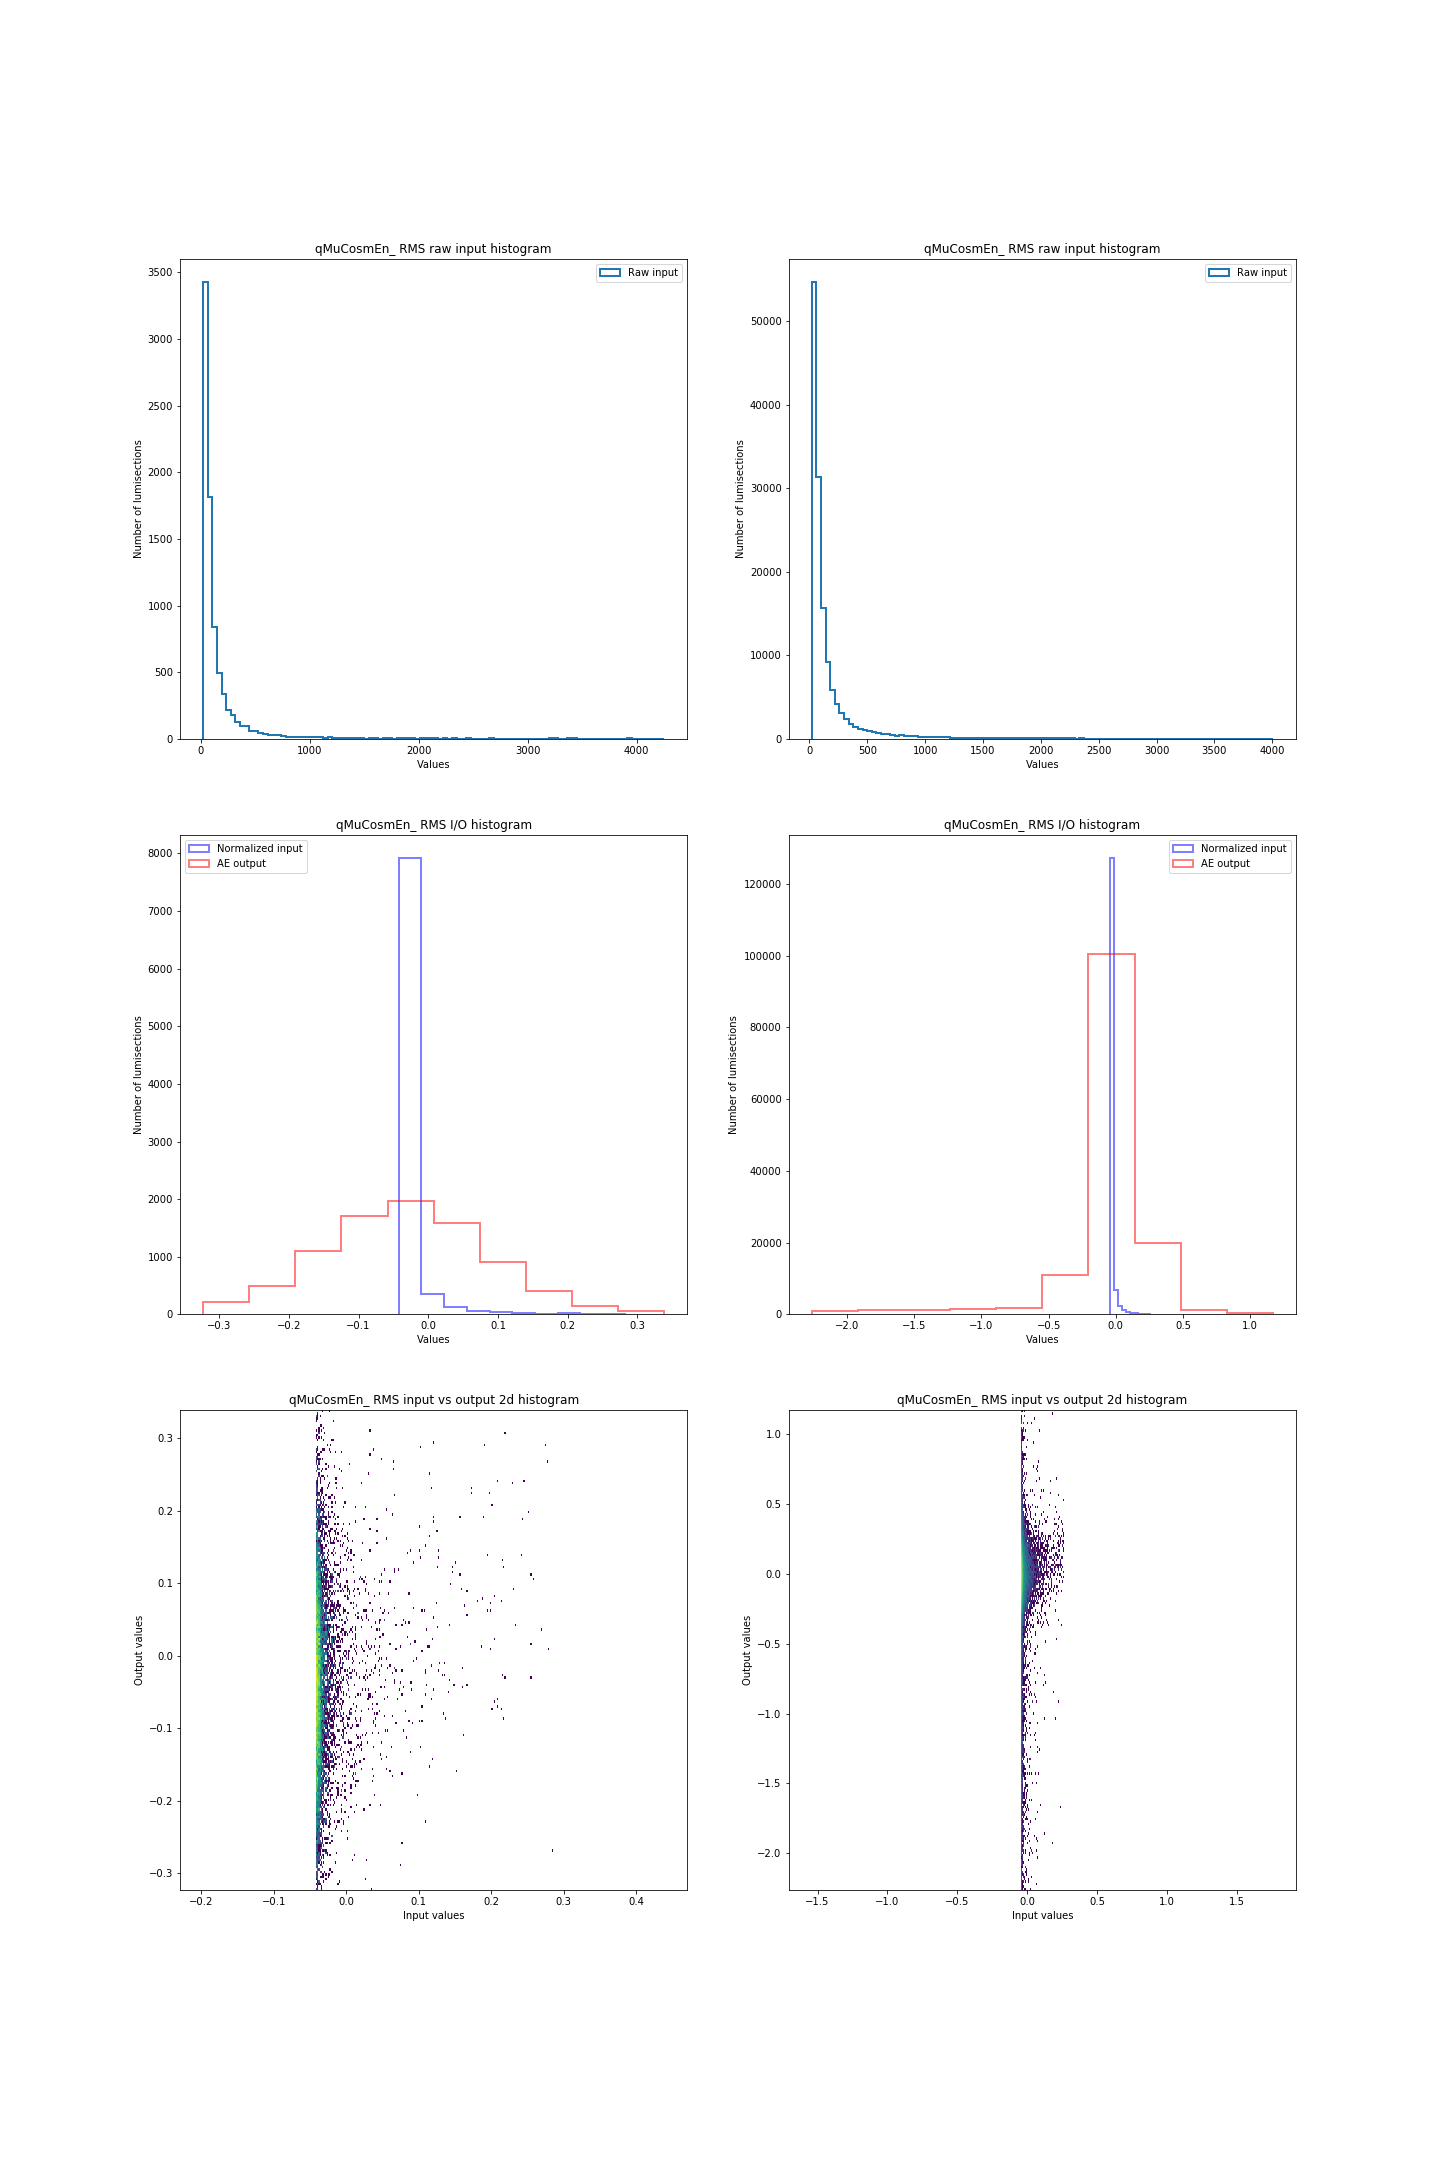 qMuCosmEn_ RMS raw input histogram
Raw input
3500
3000
2500
2000
1500
1000
500
0
Number of lumisections
0 1000 2000 3000 4000
Values
qMuCosmEn_ RMS raw input histogram
Raw input
50000
40000
30000
20000
10000
0
Number of lumisections
0 500 1000 1500 2000 2500 3000 3500 4000
Values
qMuCosmEn_ RMS I/O histogram
Normalized input
AE output
8000
7000
6000
5000
4000
3000
2000
1000
0
Number of lumisections
−0.3 −0.2 −0.1 0.0 0.1 0.2 0.3
Values
qMuCosmEn_ RMS I/O histogram
Normalized input
AE output
120000
100000
80000
60000
40000
20000
0
Number of lumisections
−2.0 −1.5 −1.0 −0.5 0.0 0.5 1.0
Values
qMuCosmEn_ RMS input vs output 2d histogram
0.3
0.2
0.1
0.0
−0.1
−0.2
−0.3
Output values
−0.2 −0.1 0.0 0.1 0.2 0.3 0.4
Input values
qMuCosmEn_ RMS input vs output 2d histogram
1.0
0.5
0.0
−0.5
−1.0
−1.5
−2.0
Output values
−1.5 −1.0 −0.5 0.0 0.5 1.0 1.5
Input values